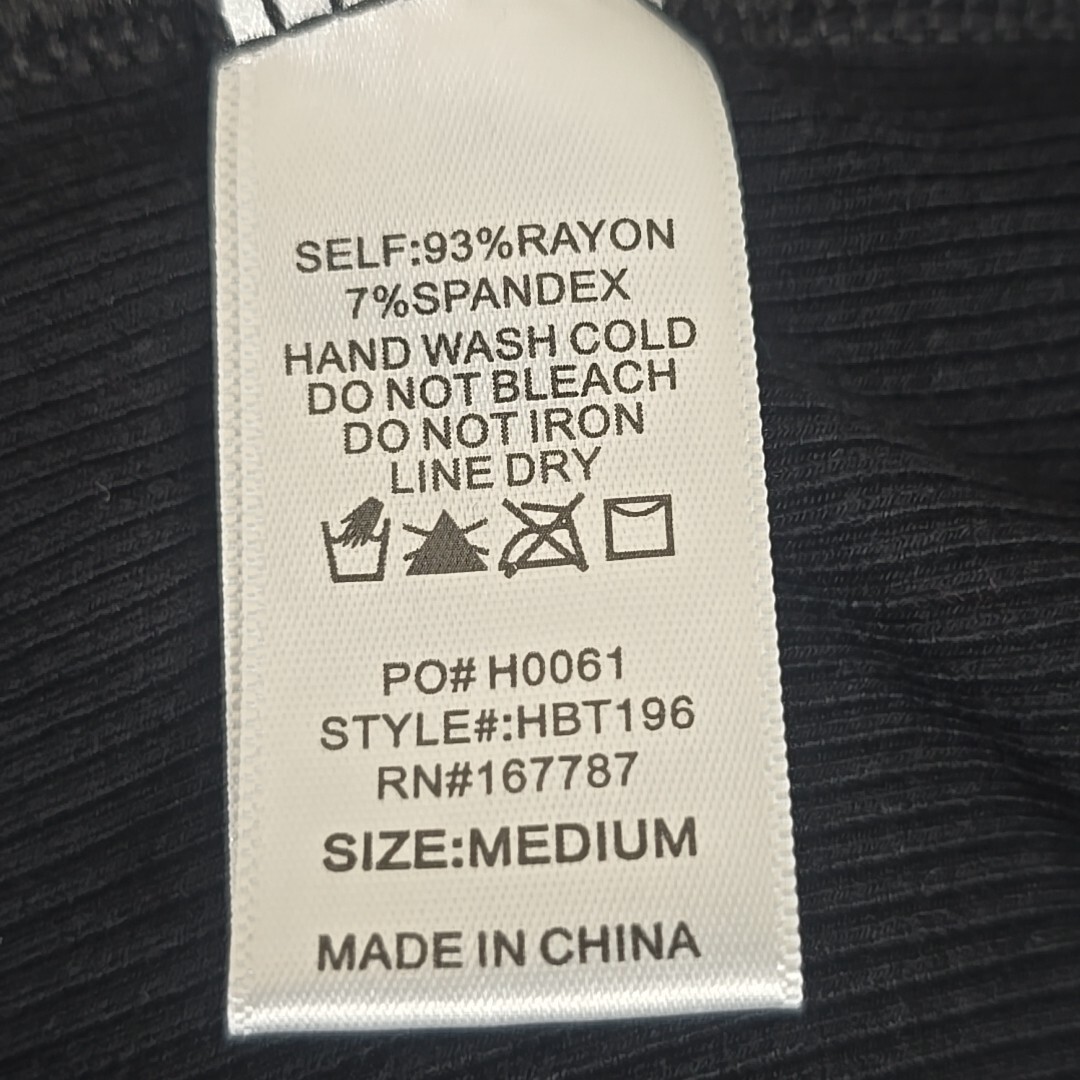 SELF:93%RAYON
7%SPANDEX
HAND WASH COLD
DO NOT BLEACH
DO NOT IRON
LINE DRY
PO# H0061
STYLE#:HBT196
RN#167787
SIZE:MEDIUM
MADE IN CHINA